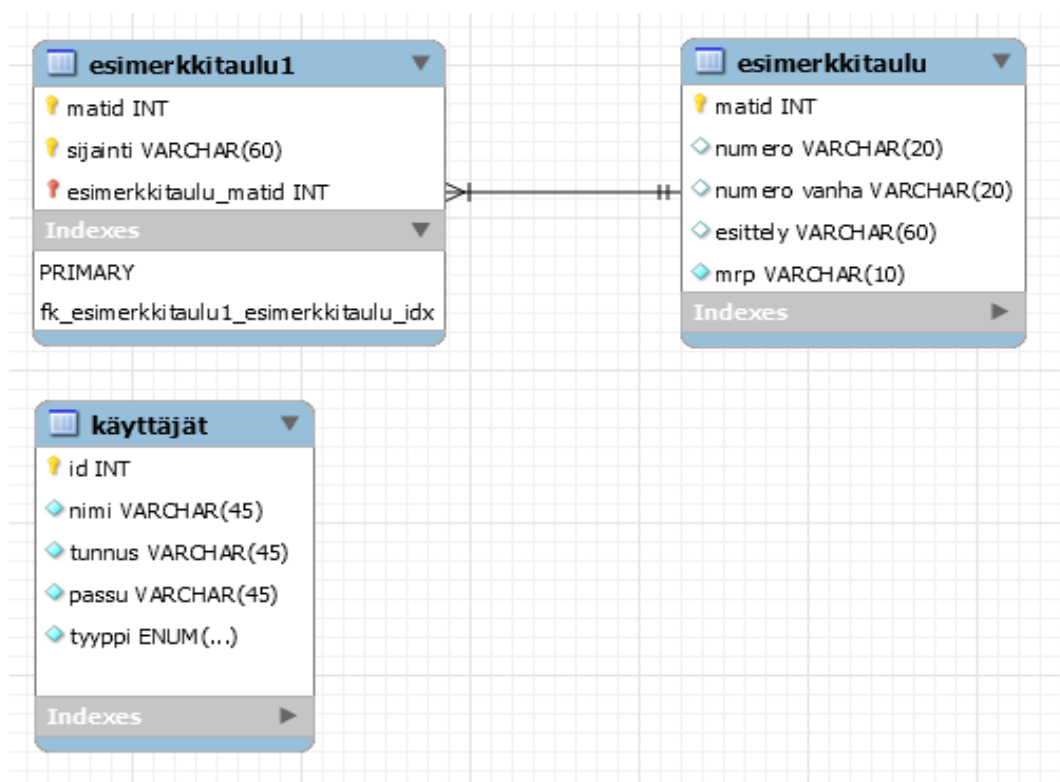 esimerkkitaulu1
matid INT
sijainti VARCHAR(60)
esimerkkitaulu_matid INT
Indexes
PRIMARY
fk_esimerkkitaulu1_esimerkkitaulu_idx
esimerkkitaulu
matid INT
numero VARCHAR(20)
numero vanha VARCHAR(20)
esittely VARCHAR(60)
mrp VARCHAR(10)
Indexes
käyttäjät
id INT
nimi VARCHAR(45)
tunnus VARCHAR(45)
passu VARCHAR(45)
tyyppi ENUM(...)
Indexes